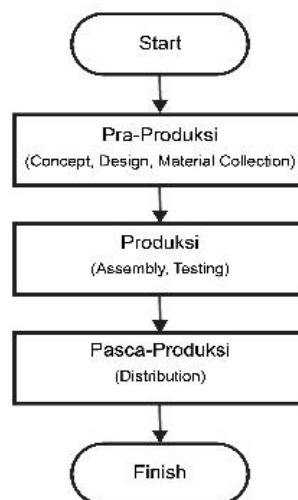 Start
Pra-Produksi
(Concept, Design, Material Collection)
Produksi
(Assembly, Testing)
Pasca-Produksi
(Distribution)
Finish